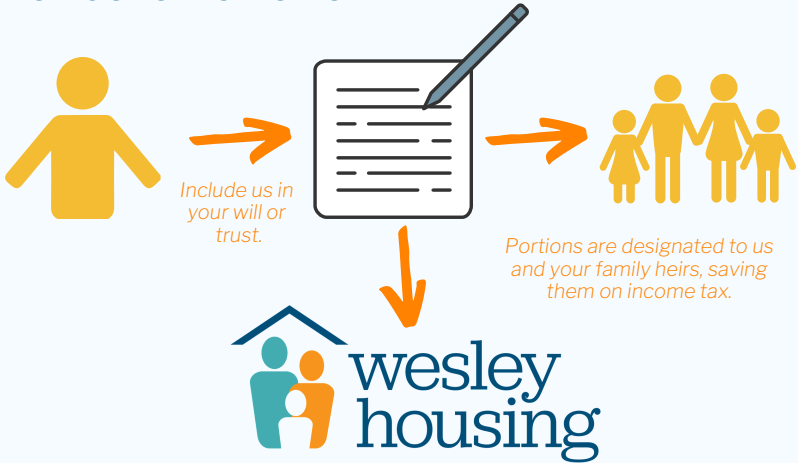 Include us in
your will or
trust.
Portions are designated to us
and your family heirs, saving
them on income tax.
wesley
housing